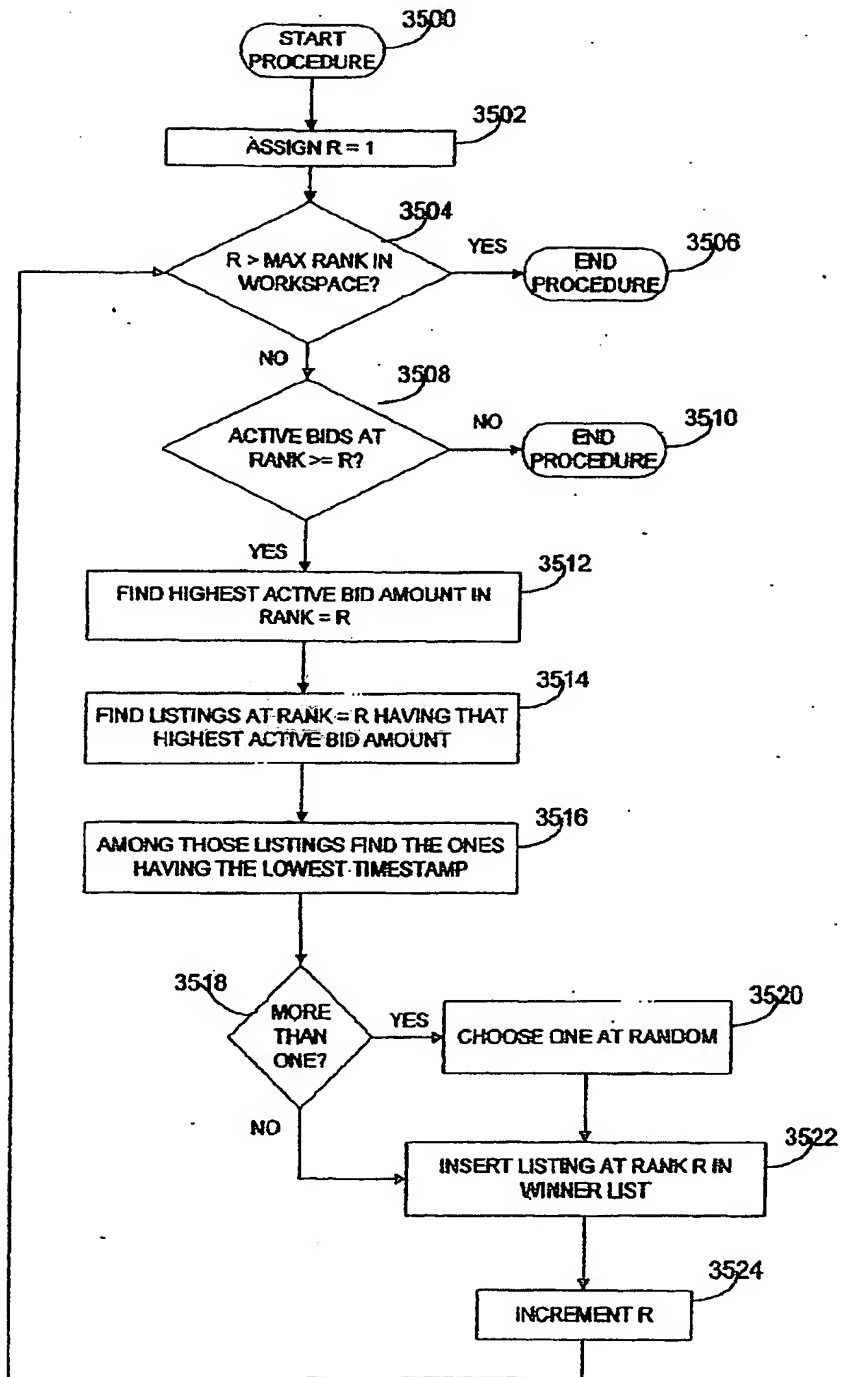 3500
START
PROCEDURE
3502
ASSIGN R = 1
3504
R > MAX RANK IN
WORKSPACE?
YES
3506
END
PROCEDURE
NO
3508
ACTIVE BIDS AT
RANK >= R?
NO
3510
END
PROCEDURE
YES
3512
FIND HIGHEST ACTIVE BID AMOUNT IN
RANK = R
3514
FIND LISTINGS AT RANK = R HAVING THAT
HIGHEST ACTIVE BID AMOUNT
3516
AMONG THOSE LISTINGS FIND THE ONES
HAVING THE LOWEST TIMESTAMP
3518
MORE
THAN
ONE?
YES
3520
CHOOSE ONE AT RANDOM
NO
3522
INSERT LISTING AT RANK R IN
WINNER LIST
3524
INCREMENT R